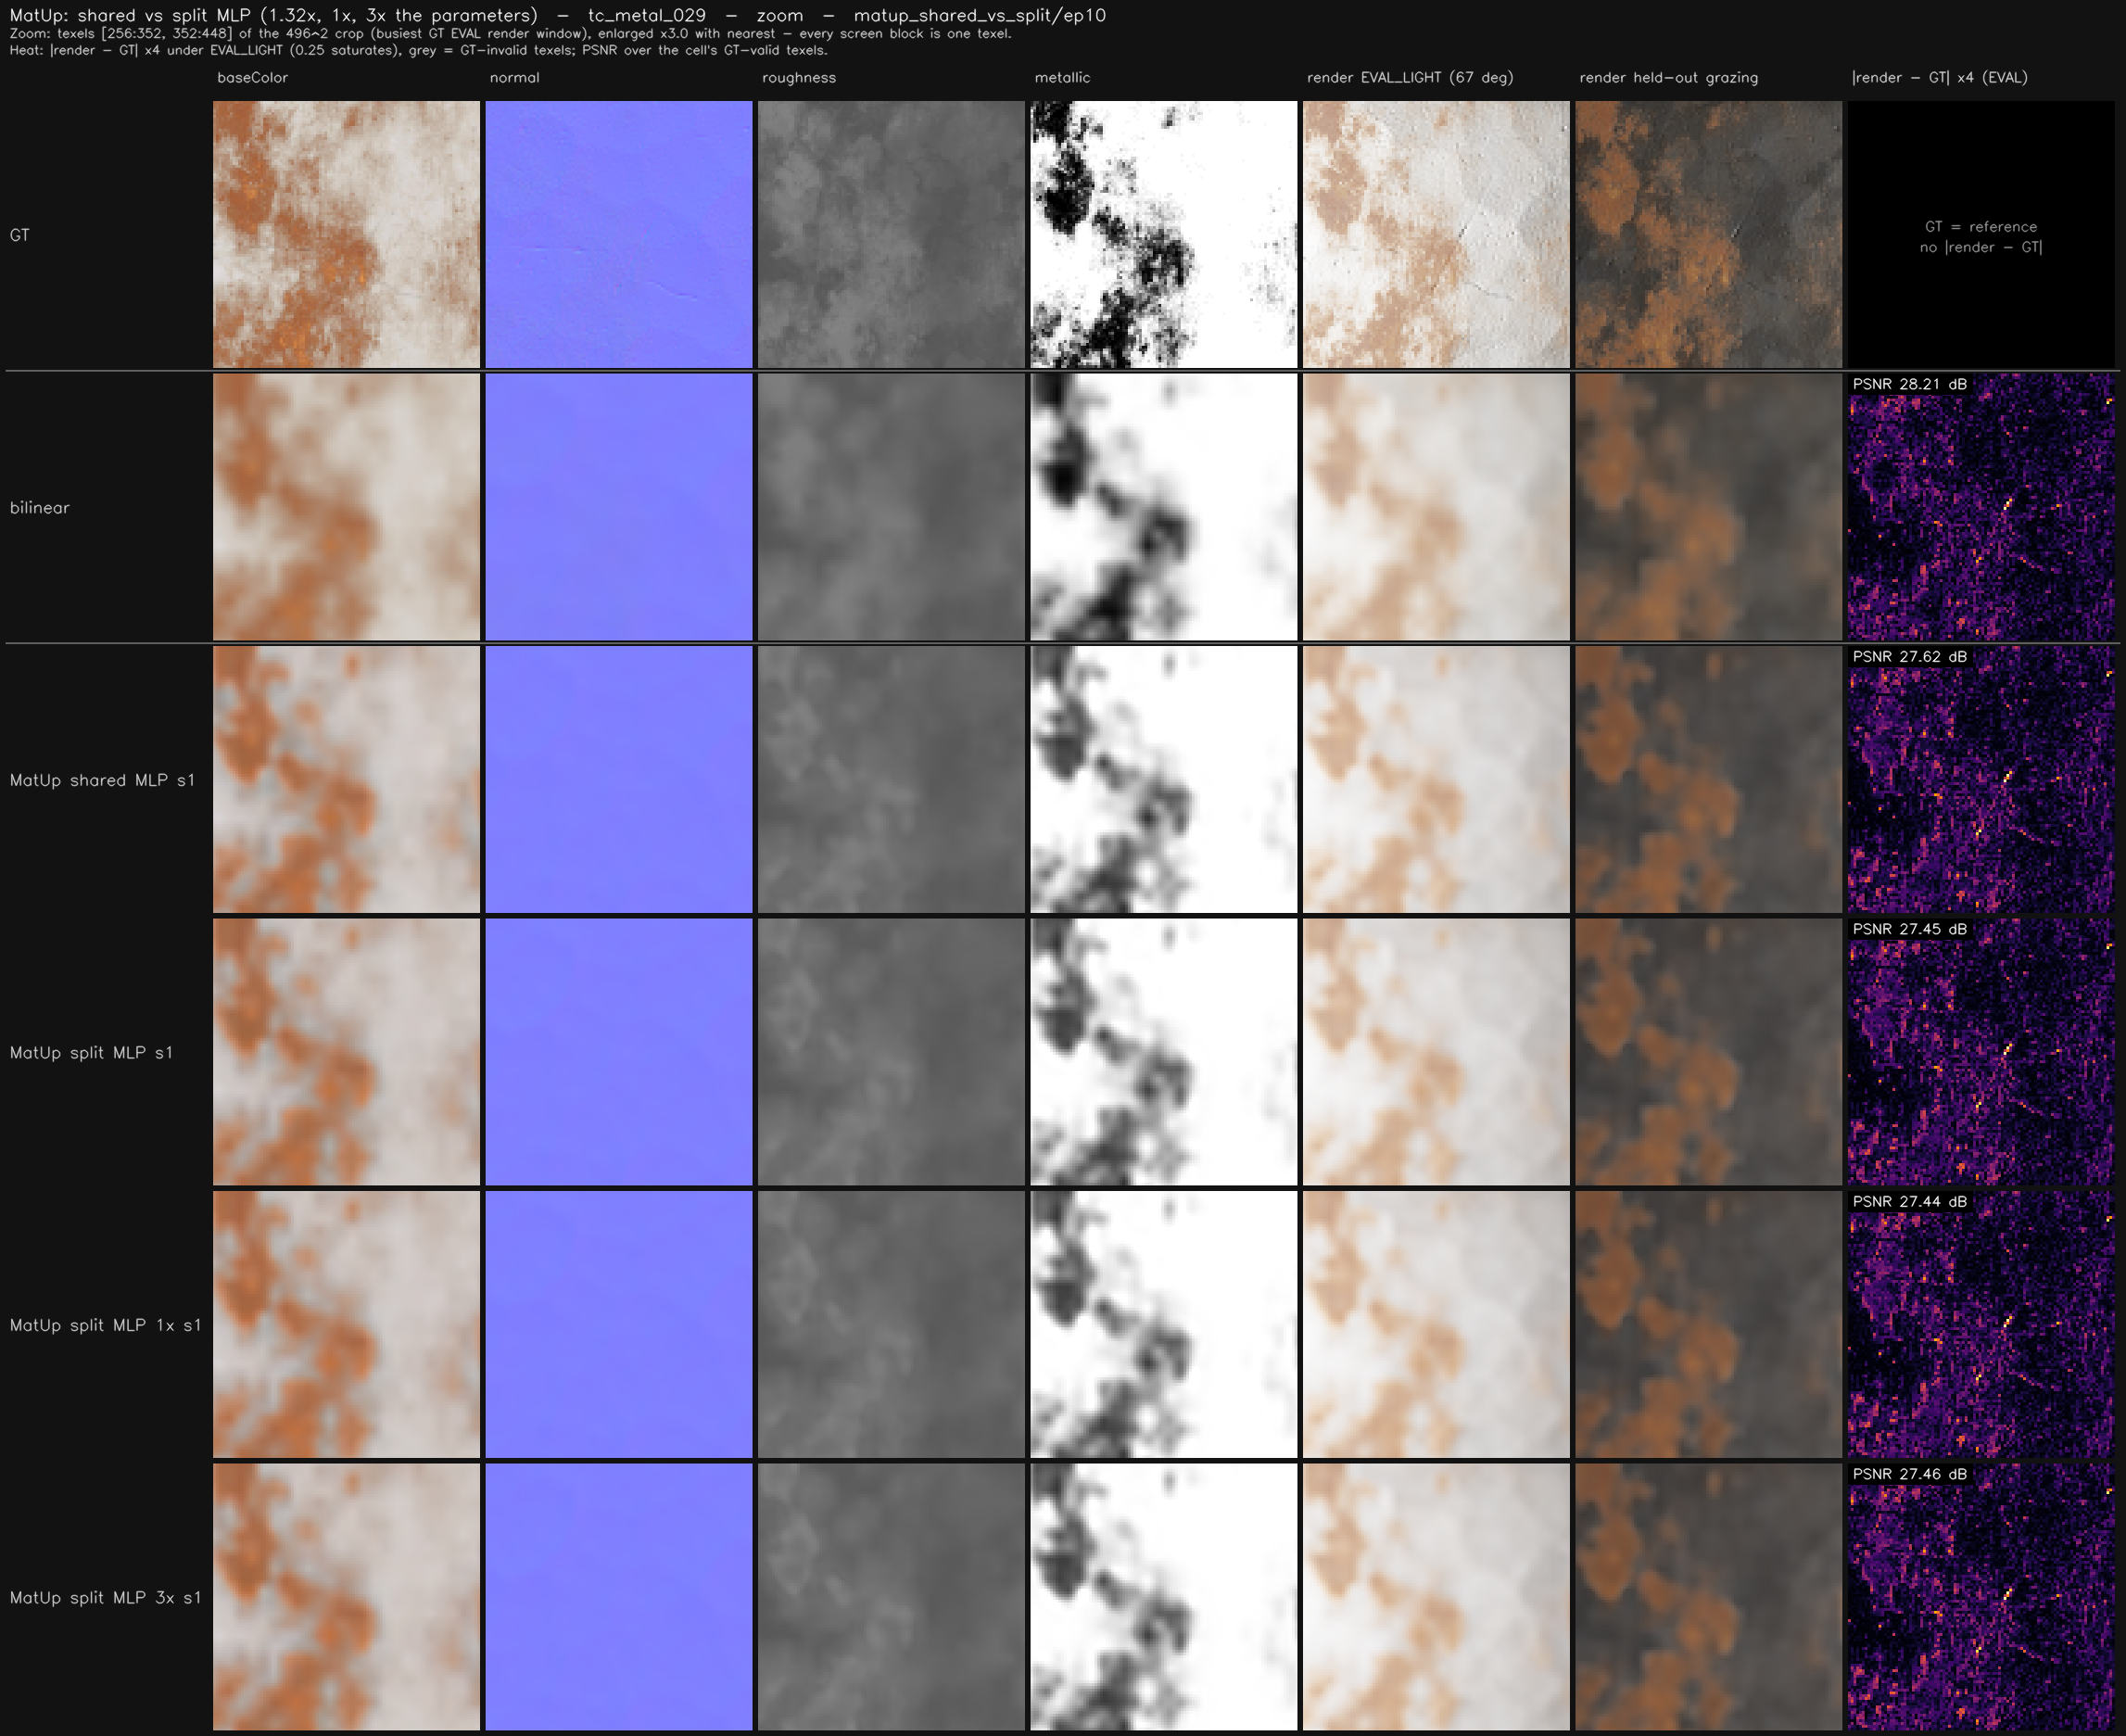 MatUp: shared vs split MLP (1.32x, 1x, 3x the parameters) – tc_metal_029 – zoom – matup_shared_vs_split/ep10
Zoom: texels [256:352, 352:448] of the 496^2 crop (busiest GT EVAL render window), enlarged x3.0 with nearest – every screen block is one texel.
Heat: |render – GT| x4 under EVAL_LIGHT (0.25 saturates), grey = GT-invalid texels; PSNR over the cell's GT-valid texels.
baseColor normal roughness metallic render EVAL_LIGHT (67 deg) render held-out grazing |render – GT| x4 (EVAL)
GT
GT = reference
no |render – GT|
bilinear
PSNR 28.21 dB
MatUp shared MLP s1
PSNR 27.62 dB
MatUp split MLP s1
PSNR 27.45 dB
MatUp split MLP 1x s1
PSNR 27.44 dB
MatUp split MLP 3x s1
PSNR 27.46 dB